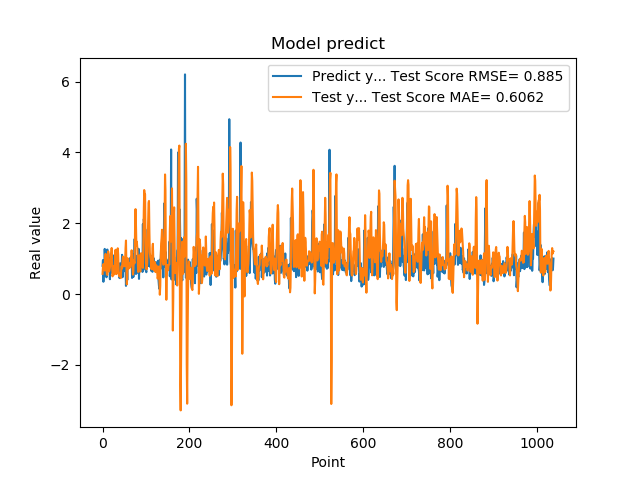 Model predict
Predict y... Test Score RMSE= 0.885
Test y... Test Score MAE= 0.6062
Real value
6
4
2
0
−2
0 200 400 600 800 1000
Point